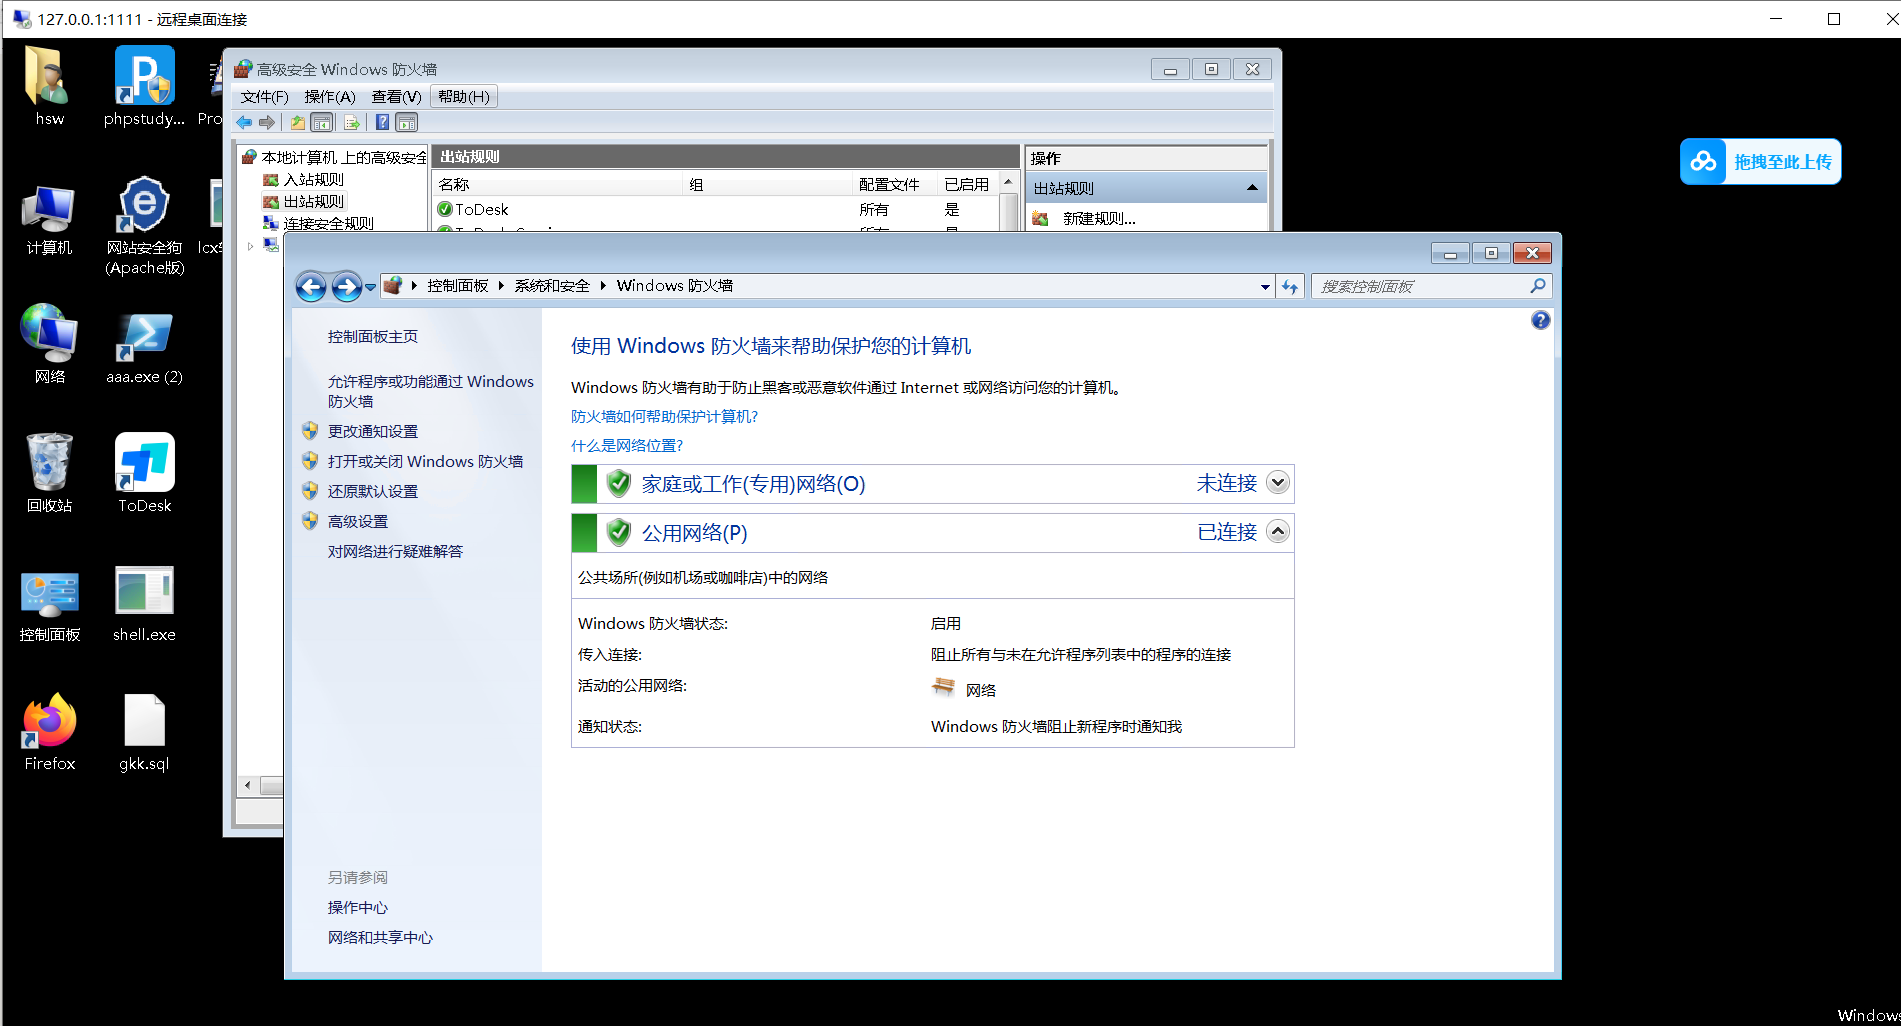 127.0.0.1:1111 - 远程桌面连接
hsw
phpstudy...
Pro
计算机
网站安全狗
(Apache版)
网络
aaa.exe (2)
回收站
ToDesk
控制面板
shell.exe
Firefox
gkk.sql
高级安全 Windows 防火墙
文件(F) 操作(A) 查看(V) 帮助(H)
本地计算机 上的高级安全
入站规则
出站规则
连接安全规则
出站规则
名称 组 配置文件 已启用
ToDesk 所有 是
操作
出站规则
新建规则...
拖拽至此上传
控制面板 系统和安全 Windows 防火墙
搜索控制面板
控制面板主页
允许程序或功能通过 Windows
防火墙
更改通知设置
打开或关闭 Windows 防火墙
还原默认设置
高级设置
对网络进行疑难解答
另请参阅
操作中心
网络和共享中心
使用 Windows 防火墙来帮助保护您的计算机
Windows 防火墙有助于防止黑客或恶意软件通过 Internet 或网络访问您的计算机。
防火墙如何帮助保护计算机?
什么是网络位置?
家庭或工作(专用)网络(O) 未连接
公用网络(P) 已连接
公共场所(例如机场或咖啡店)中的网络
Windows 防火墙状态: 启用
传入连接: 阻止所有与未在允许程序列表中的程序的连接
活动的公用网络: 网络
通知状态: Windows 防火墙阻止新程序时通知我
Windows